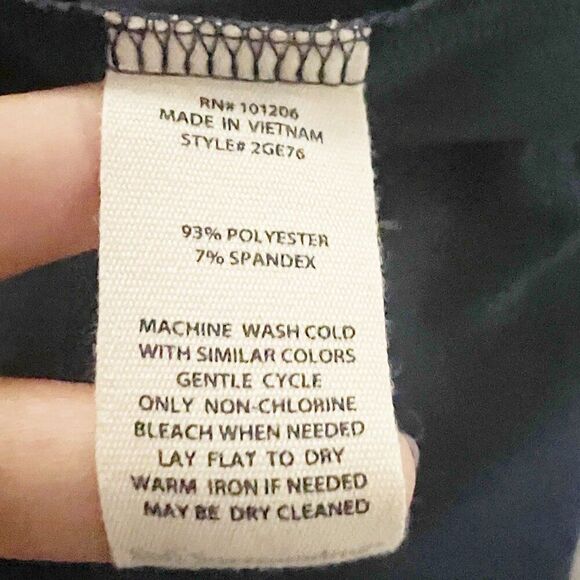 RN# 101206
MADE IN VIETNAM
STYLE# 2GE76
93% POLYESTER
7% SPANDEX
MACHINE WASH COLD
WITH SIMILAR COLORS
GENTLE CYCLE
ONLY NON-CHLORINE
BLEACH WHEN NEEDED
LAY FLAT TO DRY
WARM IRON IF NEEDED
MAY BE DRY CLEANED